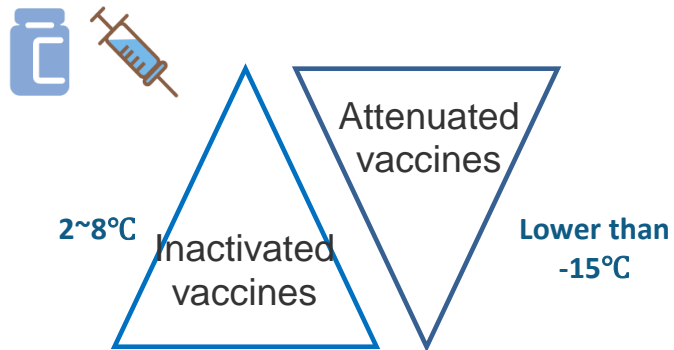 Attenuated
vaccines
2~8℃
Inactivated
vaccines
Lower than
-15℃